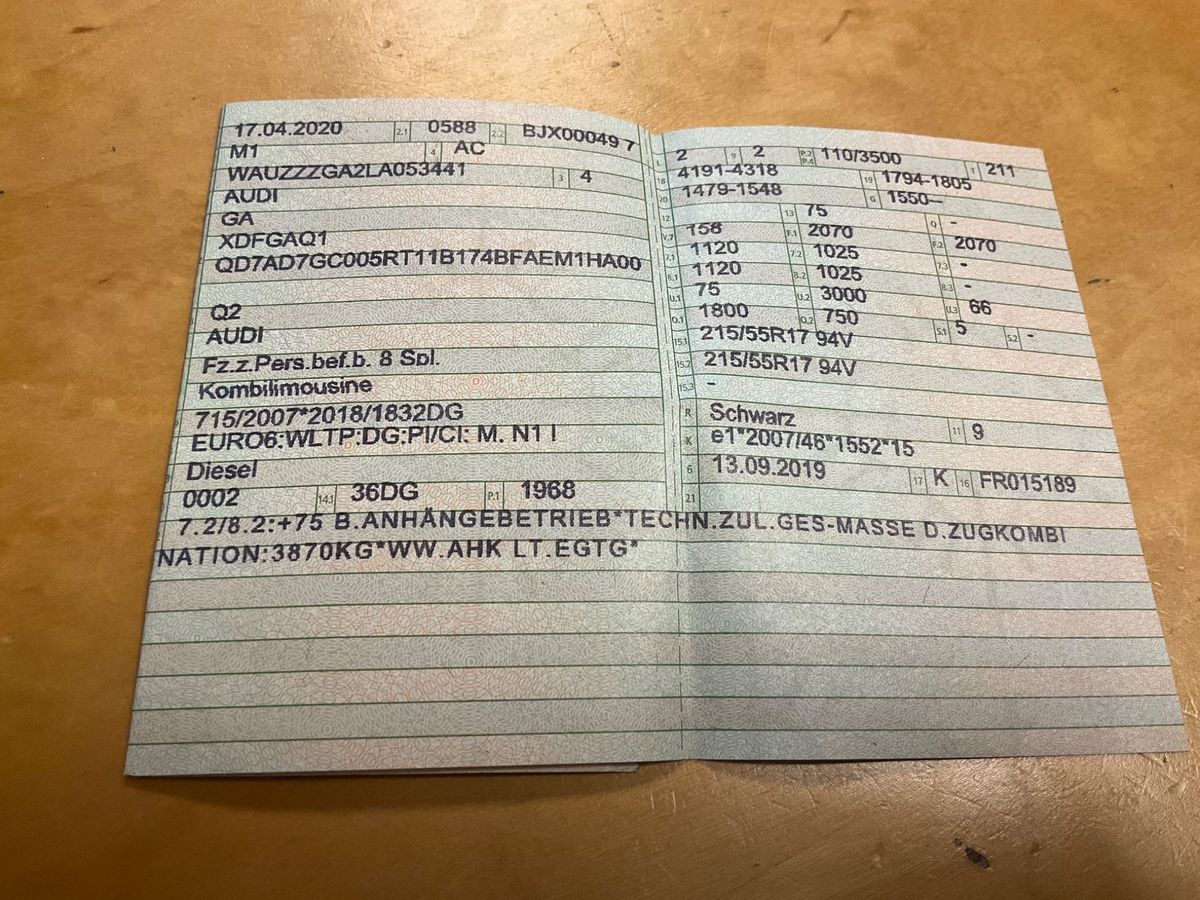 17.04.2020 2.1 0588 2.2 BJX00049 7
M1 4 AC
WAUZZZGA2LA053441 3 4
AUDI
GA
XDFGAQ1
QD7AD7GC005RT11B174BFAEM1HA00
Q2
AUDI
Fz.z.Pers.bef.b. 8 Spl.
Kombilimousine
715/2007*2018/1832DG
EURO6;WLTP;DG;PI/CI: M, N1 I
Diesel
0002 14.1 36DG P.1 1968
L 2 9 2 P.2 P.4 110/3500 T 211
18 4191-4318 19 1794-1805
20 1479-1548 G 1550–
12 13 75 Q -
V.7 158 F.1 2070 F.2 2070
7.1 1120 7.2 1025 7.3 -
8.1 1120 8.2 1025 8.3 -
U.1 75 U.2 3000 U.3 66
O.1 1800 O.2 750 S.1 5 S.2 -
15.1 215/55R17 94V
15.2 215/55R17 94V
15.3 -
R Schwarz 11 9
K e1*2007/46*1552*15
6 13.09.2019 17 K 16 FR015189
21
7.2/8.2:+75 B.ANHÄNGEBETRIEB*TECHN.ZUL.GES-MASSE D.ZUGKOMBI
NATION:3870KG*WW.AHK LT.EGTG*